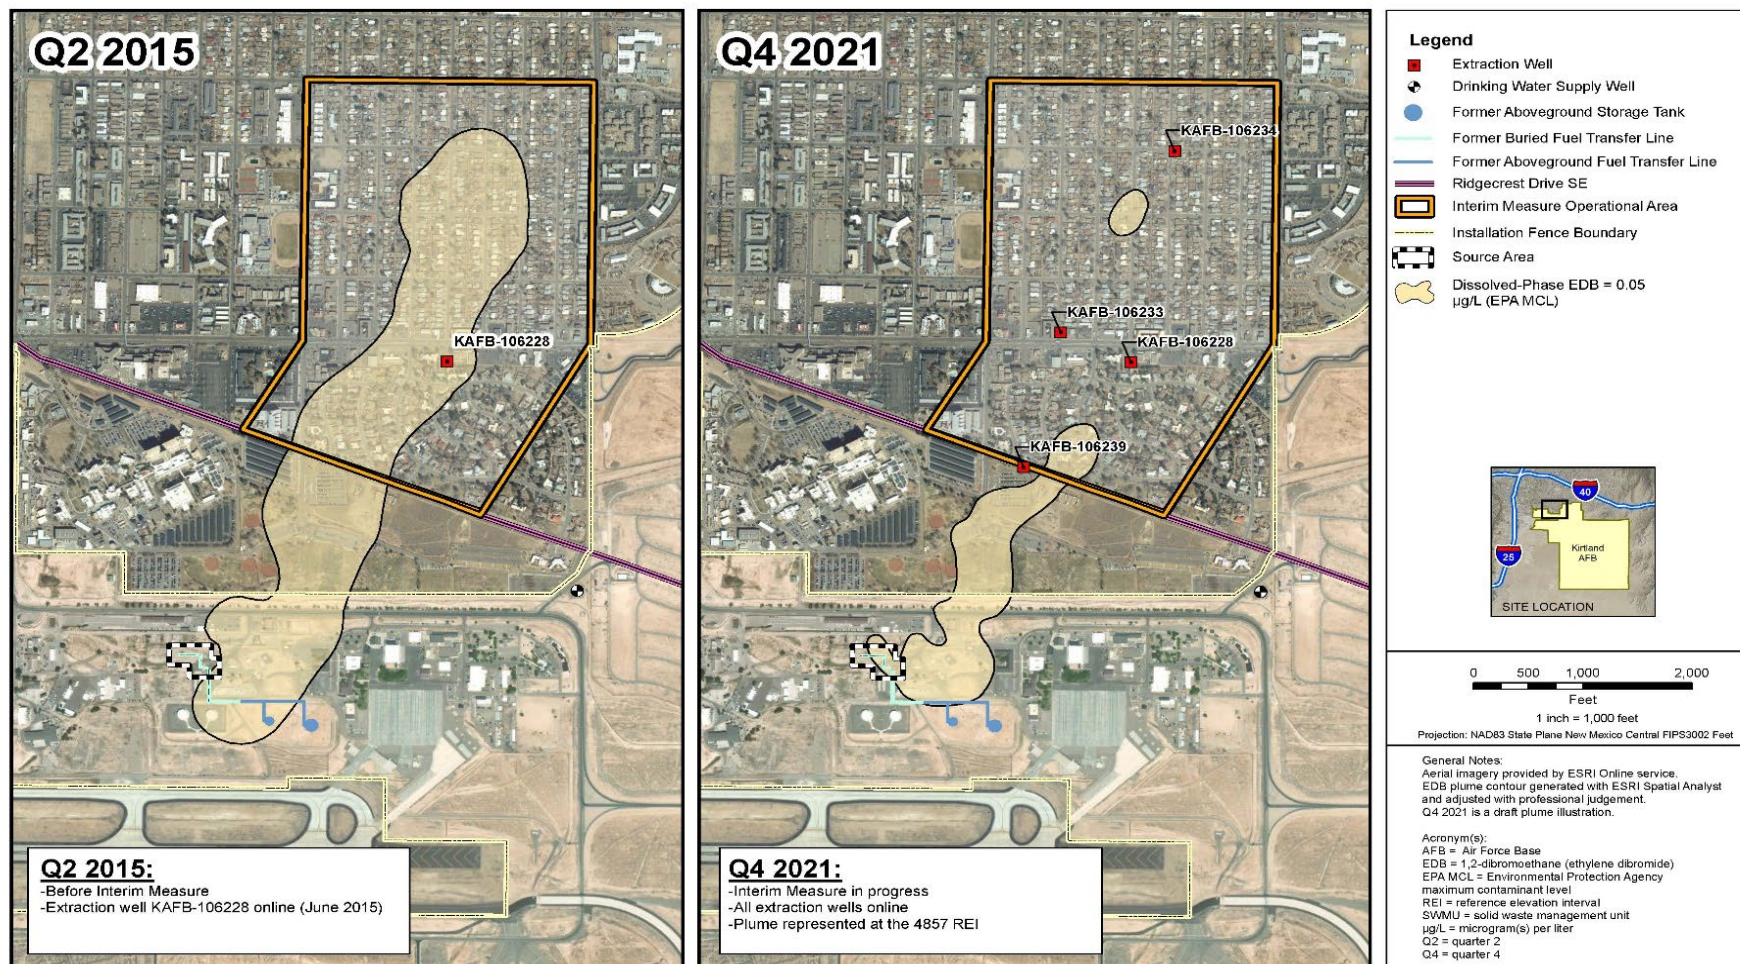 Q2 2015
KAFB-106228
Q2 2015:
-Before Interim Measure
-Extraction well KAFB-106228 online (June 2015)
Q4 2021
KAFB-106234
KAFB-106233
KAFB-106228
KAFB-106239
Q4 2021:
-Interim Measure in progress
-All extraction wells online
-Plume represented at the 4857 REI
Legend
Extraction Well
Drinking Water Supply Well
Former Aboveground Storage Tank
Former Buried Fuel Transfer Line
Former Aboveground Fuel Transfer Line
Ridgecrest Drive SE
Interim Measure Operational Area
Installation Fence Boundary
Source Area
Dissolved-Phase EDB = 0.05
µg/L (EPA MCL)
40
25
Kirtland
AFB
SITE LOCATION
0 500 1,000 2,000
Feet
1 inch = 1,000 feet
Projection: NAD83 State Plane New Mexico Central FIPS3002 Feet
General Notes:
Aerial imagery provided by ESRI Online service.
EDB plume contour generated with ESRI Spatial Analyst
and adjusted with professional judgement.
Q4 2021 is a draft plume illustration.
Acronym(s):
AFB = Air Force Base
EDB = 1,2-dibromoethane (ethylene dibromide)
EPA MCL = Environmental Protection Agency
maximum contaminant level
REI = reference elevation interval
SWMU = solid waste management unit
µg/L = microgram(s) per liter
Q2 = quarter 2
Q4 = quarter 4